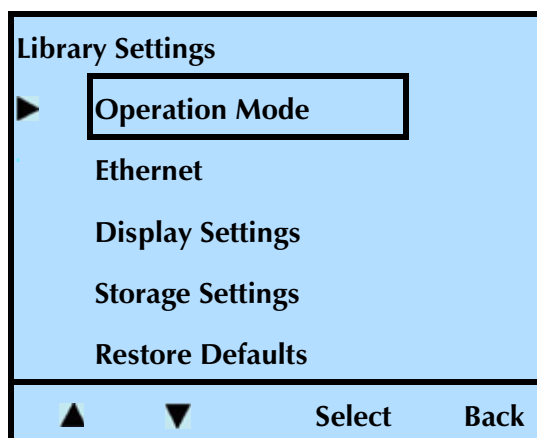 Library Settings
Operation Mode
Ethernet
Display Settings
Storage Settings
Restore Defaults
Select Back